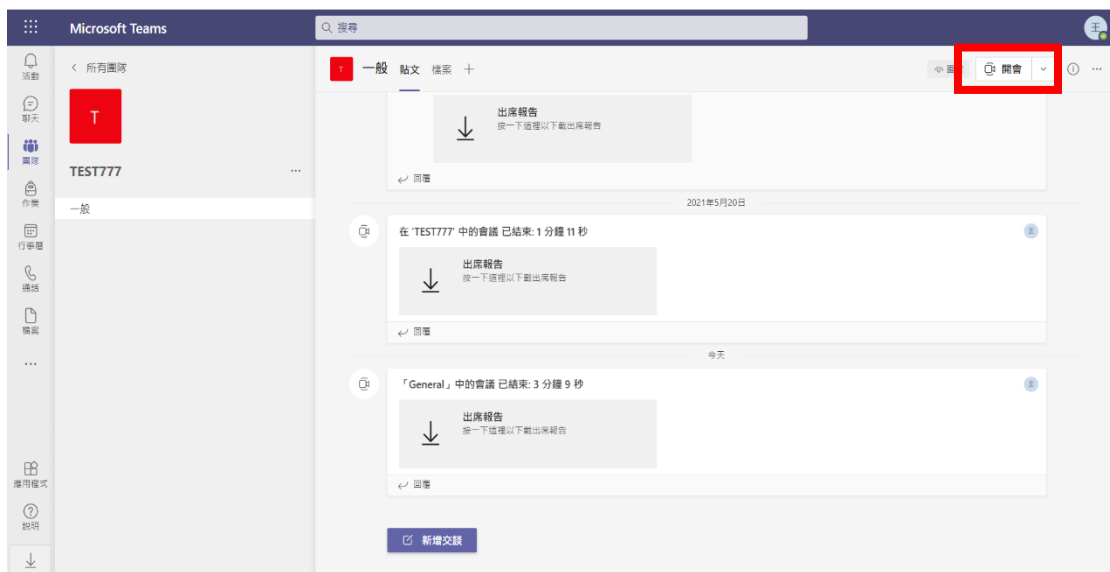 Microsoft Teams
搜尋
王
活動
聊天
團隊
作業
行事曆
通話
檔案
應用程式
說明
所有團隊
T
TEST777
一般
T
一般
貼文
檔案
開會
出席報告
按一下這裡以下載出席報告
回覆
2021年5月20日
在 'TEST777' 中的會議 已結束: 1 分鐘 11 秒
王
出席報告
按一下這裡以下載出席報告
回覆
今天
「General」中的會議 已結束: 3 分鐘 9 秒
王
出席報告
按一下這裡以下載出席報告
回覆
新增交談